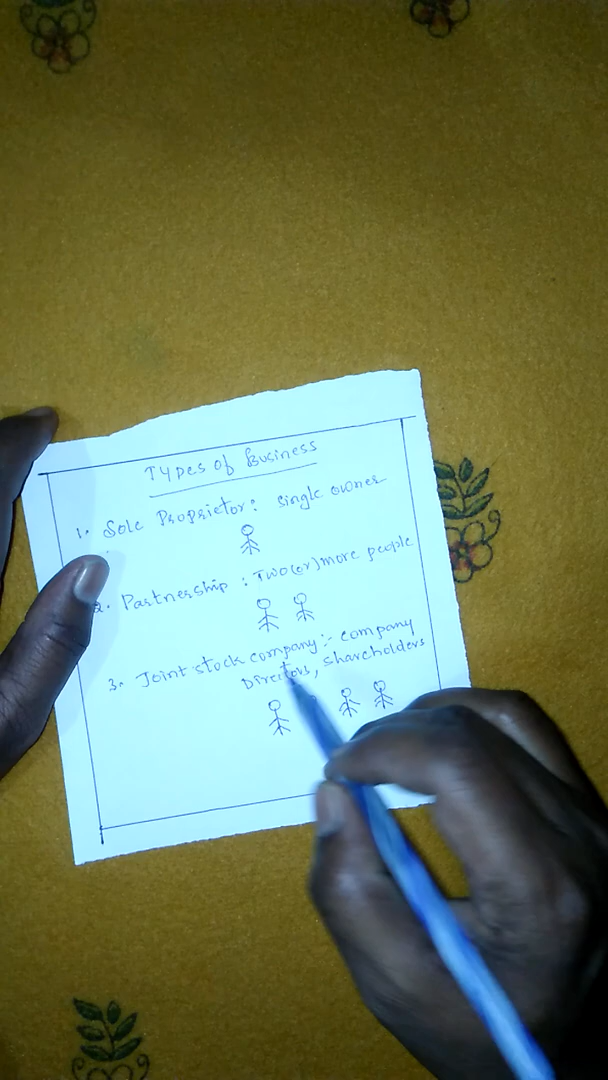 Types of Business
1. Sole Proprietor: single owner
2. Partnership : Two(or)more people
3. Joint stock company:- company
Directors, shareholders